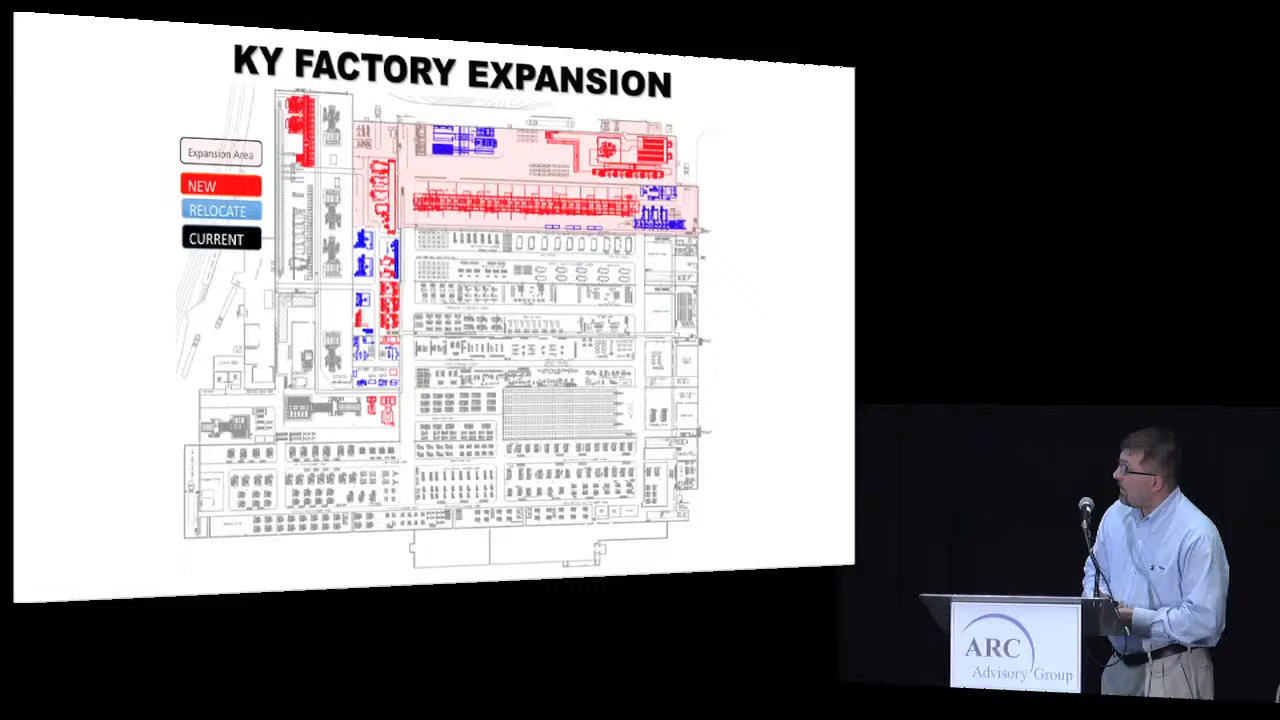 KY FACTORY EXPANSION
Expansion Area
NEW
RELOCATE
CURRENT
ARC
Advisory Group